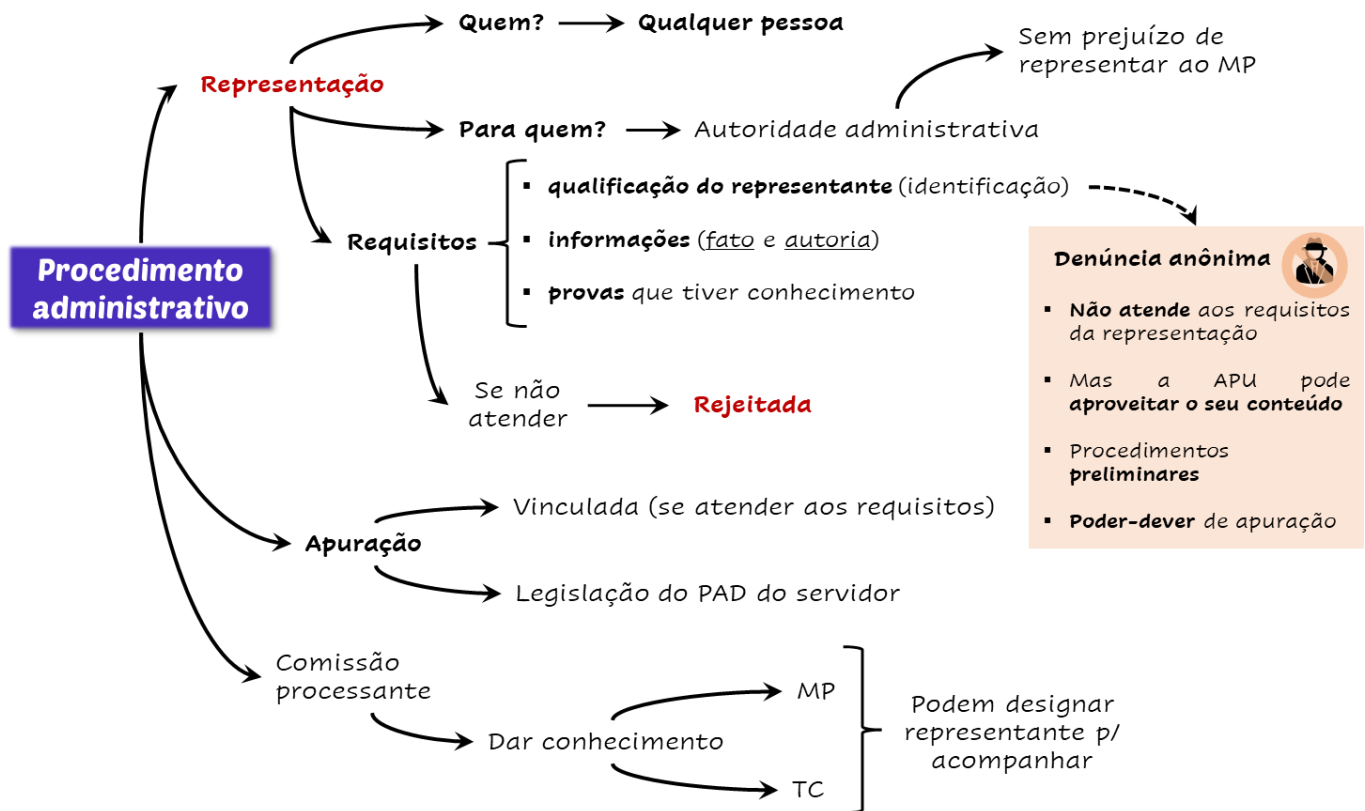 Procedimento
administrativo
Representação
Quem?
Qualquer pessoa
Para quem?
Autoridade administrativa
Sem prejuízo de
representar ao MP
Requisitos
▪ qualificação do representante (identificação)
▪ informações (fato e autoria)
▪ provas que tiver conhecimento
Se não
atender
Rejeitada
Denúncia anônima
▪ Não atende aos requisitos
da representação
▪ Mas a APU pode
aproveitar o seu conteúdo
▪ Procedimentos
preliminares
▪ Poder-dever de apuração
Apuração
Vinculada (se atender aos requisitos)
Legislação do PAD do servidor
Comissão
processante
Dar conhecimento
MP
TC
Podem designar
representante p/
acompanhar